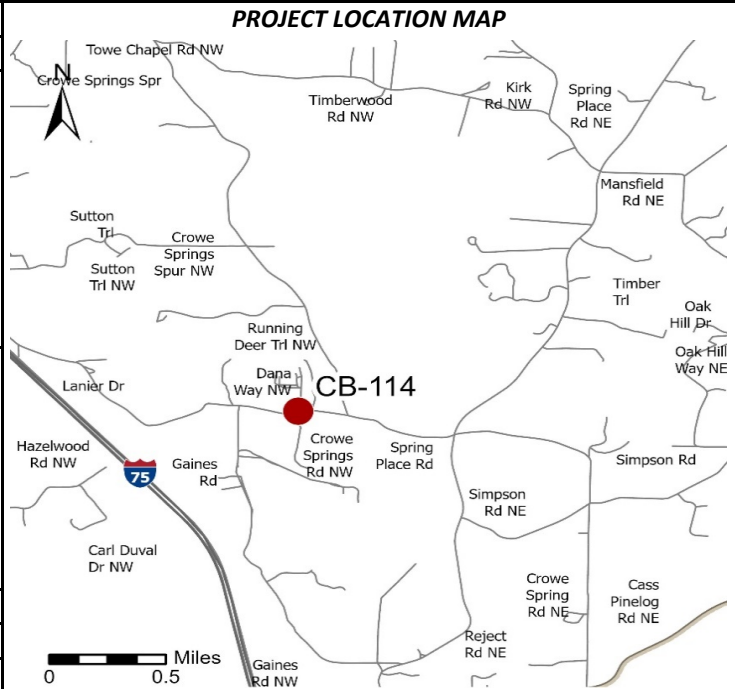 PROJECT LOCATION MAP
Towe Chapel Rd NW
N
Crowe Springs Spr
Timberwood
Rd NW
Kirk
Rd NW
Spring
Place
Rd NE
Mansfield
Rd NE
Sutton
Trl
Crowe
Springs
Spur NW
Sutton
Trl NW
Timber
Trl
Oak
Hill Dr
Running
Deer Trl NW
Oak Hill
Way NE
Lanier Dr
Dana
Way NW
CB-114
Hazelwood
Rd NW
75
Gaines
Rd
Crowe
Springs
Rd NW
Spring
Place Rd
Simpson Rd
Simpson
Rd NE
Carl Duval
Dr NW
Crowe
Spring
Rd NE
Cass
Pinelog
Rd NE
Reject
Rd NE
Miles
0
0.5
Gaines
Rd NW